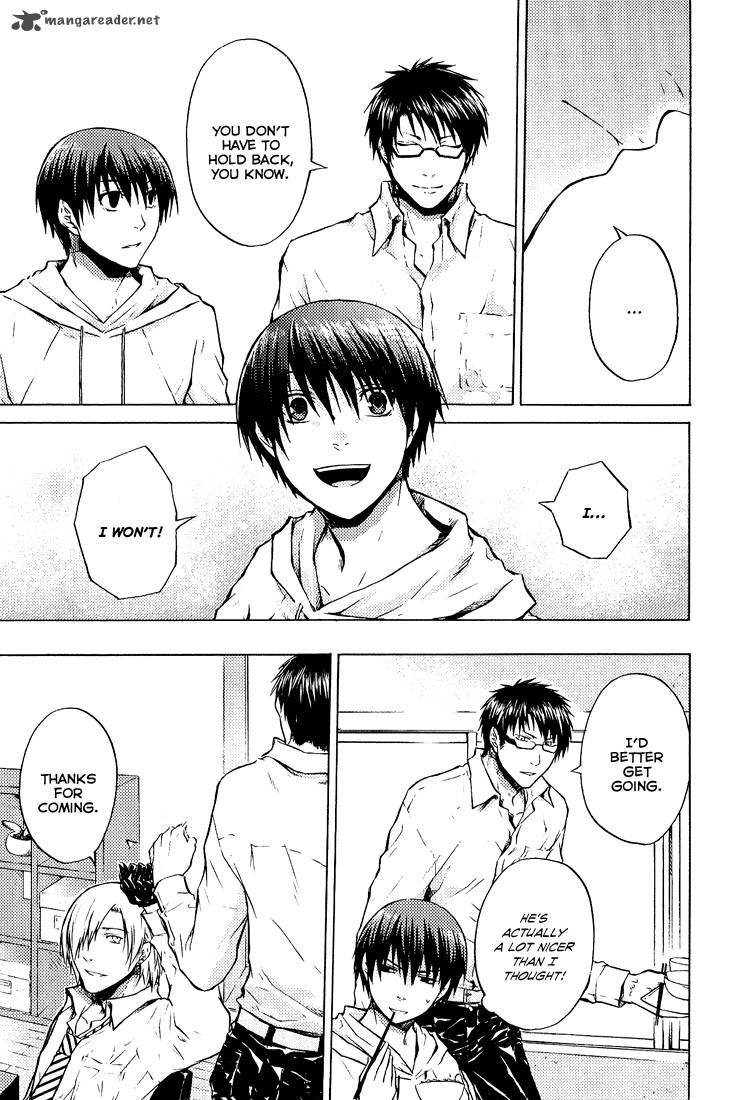 mangareader.net
...
YOU DON'T
HAVE TO
HOLD BACK,
YOU KNOW.
I...
I WON'T!
I'D
BETTER
GET
GOING.
HE'S
ACTUALLY
A LOT NICER
THAN I
THOUGHT!
THANKS
FOR
COMING.